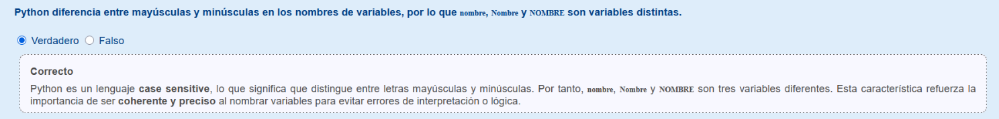 Python diferencia entre mayúsculas y minúsculas en los nombres de variables, por lo que nombre, Nombre y NOMBRE son variables distintas.
Verdadero Falso
Correcto
Python es un lenguaje case sensitive, lo que significa que distingue entre letras mayúsculas y minúsculas. Por tanto, nombre, Nombre y NOMBRE son tres variables diferentes. Esta característica refuerza la
importancia de ser coherente y preciso al nombrar variables para evitar errores de interpretación o lógica.